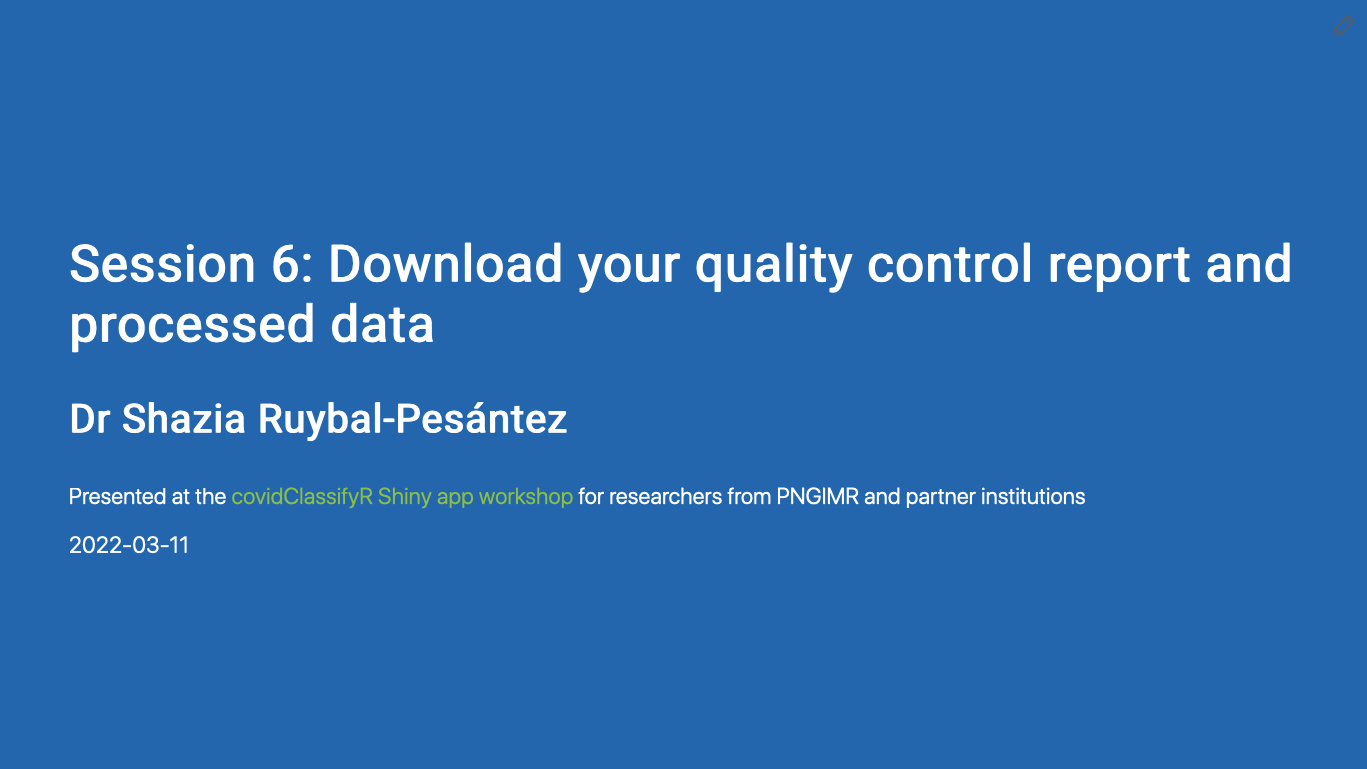 Session 6: Download your quality control report and
processed data
Dr Shazia Ruybal-Pesántez
Presented at the covidClassifyR Shiny app workshop for researchers from PNGIMR and partner institutions
2022-03-11